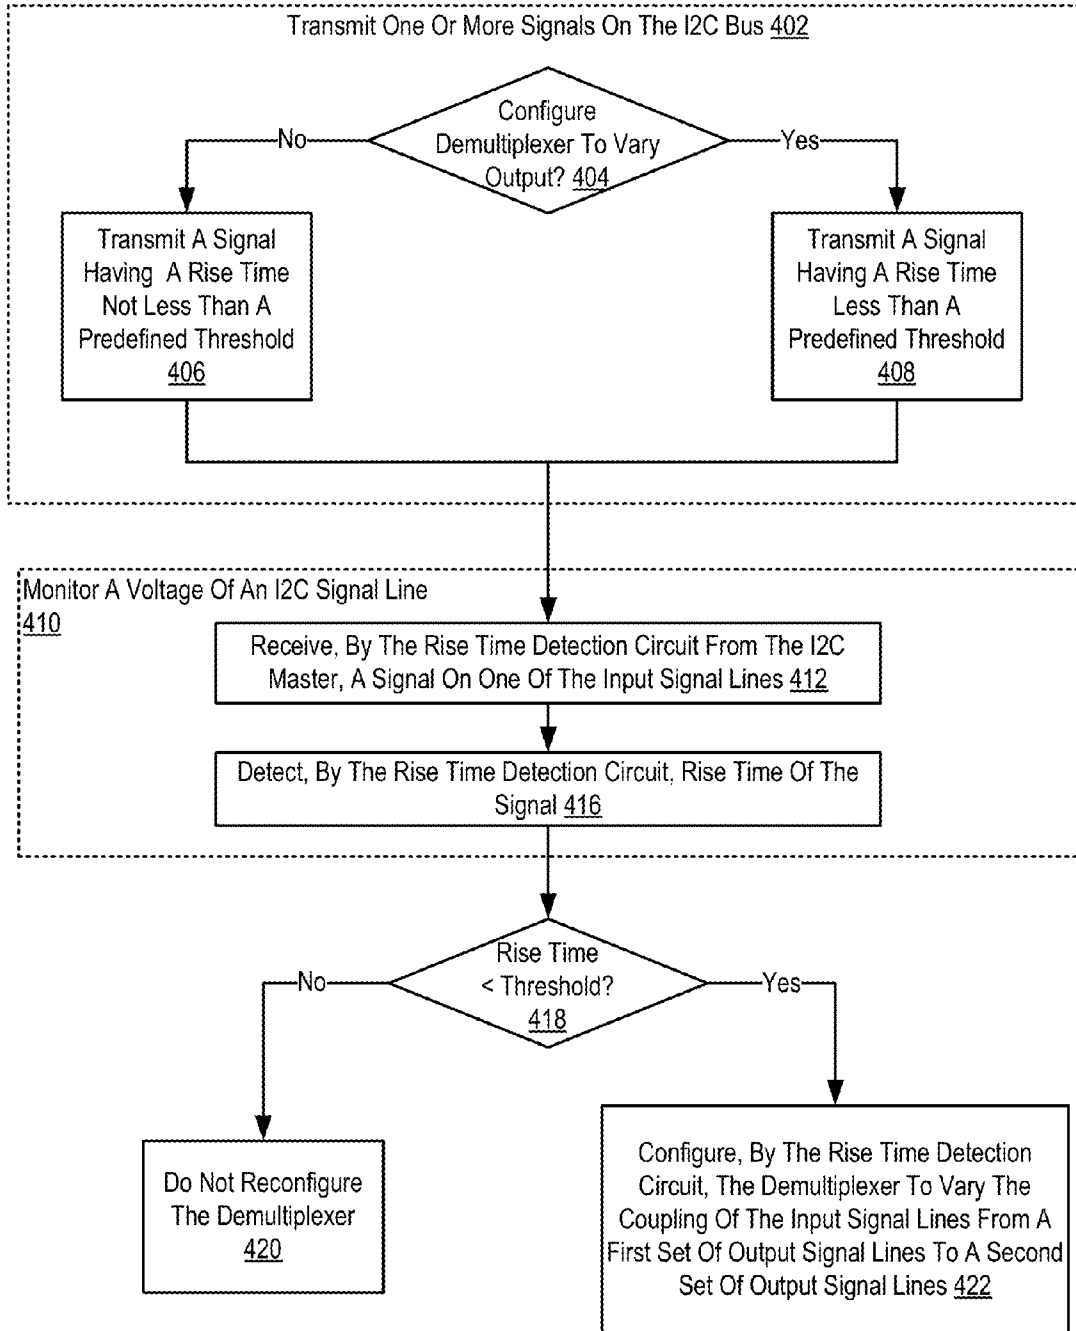 Transmit One Or More Signals On The I2C Bus 402
Configure
Demultiplexer To Vary
Output? 404
No
Yes
Transmit A Signal
Having A Rise Time
Not Less Than A
Predefined Threshold
406
Transmit A Signal
Having A Rise Time
Less Than A
Predefined Threshold
408
Monitor A Voltage Of An I2C Signal Line
410
Receive, By The Rise Time Detection Circuit From The I2C
Master, A Signal On One Of The Input Signal Lines 412
Detect, By The Rise Time Detection Circuit, Rise Time Of The
Signal 416
Rise Time
< Threshold?
418
No
Yes
Do Not Reconfigure
The Demultiplexer
420
Configure, By The Rise Time Detection
Circuit, The Demultiplexer To Vary The
Coupling Of The Input Signal Lines From A
First Set Of Output Signal Lines To A Second
Set Of Output Signal Lines 422